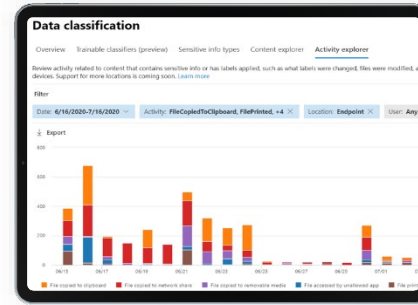 Data classification
Overview Trainable classifiers (preview) Sensitive info types Content explorer Activity explorer
Review activity related to content that contains sensitive info or has labels applied, such as what labels were changed, files were modified, a
devices. Support for more locations is coming soon. Learn more
Filter
Date: 6/16/2020-7/16/2020 Activity: FileCopiedToClipboard, FilePrinted, +4 × Location: Endpoint × User: Any
Export
800
600
400
200
0
06/15 06/17 06/19 06/21 06/23 06/25 06/27 06/29 07/01
File copied to clipboard File copied to network share File copied to removable media File accessed by unallowed app File prin